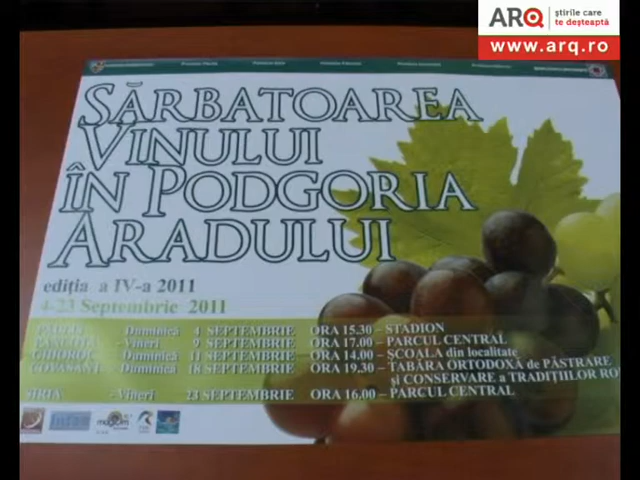 ARQ știrile care
te deșteaptă
www.arq.ro
SĂRBATOAREA
VINULUI
ÎN PODGORIA
ARADULUI
ediția a IV-a 2011
4-23 Septembrie 2011
Duminică 4 SEPTEMBRIE ORA 15.30 – STADION
- Vineri 9 SEPTEMBRIE ORA 17.00 – PARCUL CENTRAL
GHIOROC - Duminică 11 SEPTEMBRIE ORA 14.00 – ȘCOALA din localitate
COVĂSÂNȚ - Duminică 18 SEPTEMBRIE ORA 19.30 – TABĂRA ORTODOXĂ de PĂSTRARE
și CONSERVARE a TRADIȚIILOR
ȘIRIA - Vineri 23 SEPTEMBRIE ORA 16.00 – PARCUL CENTRAL